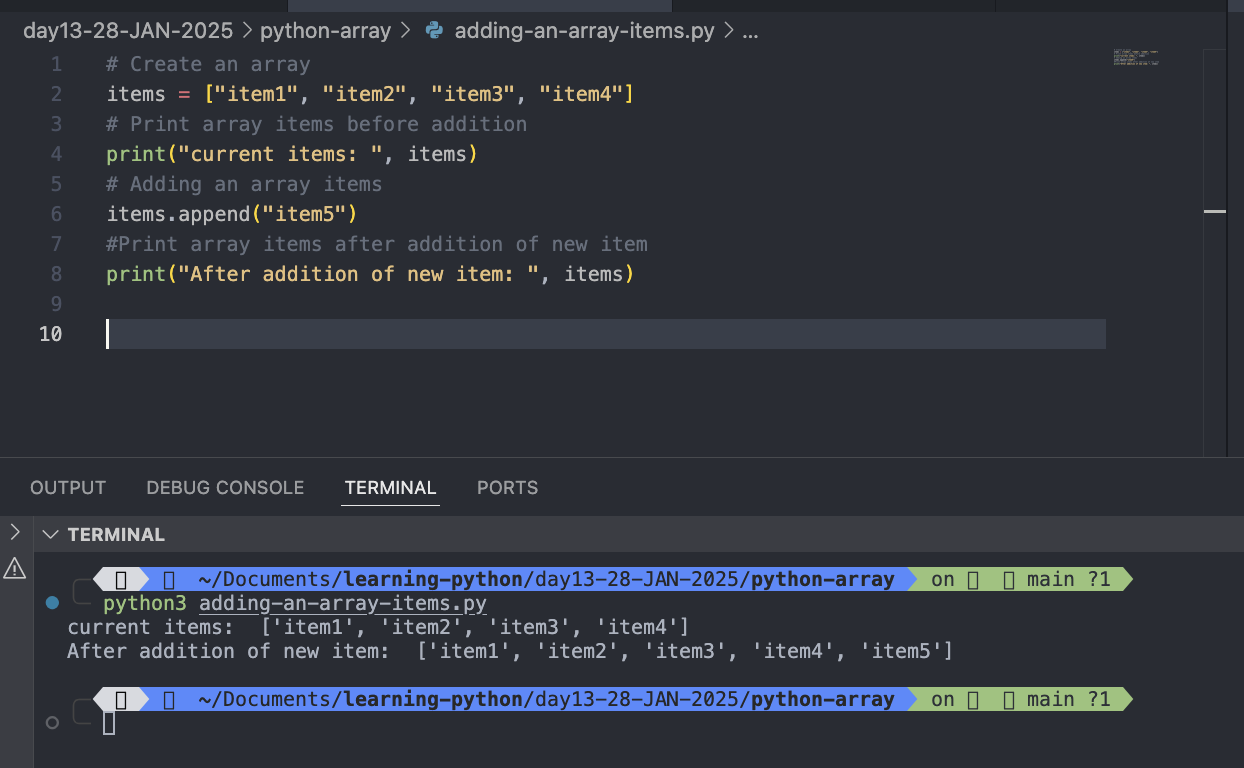 day13-28-JAN-2025 > python-array > adding-an-array-items.py > ...
1 # Create an array
2 items = ["item1", "item2", "item3", "item4"]
3 # Print array items before addition
4 print("current items: ", items)
5 # Adding an array items
6 items.append("item5")
7 #Print array items after addition of new item
8 print("After addition of new item: ", items)
9
10
OUTPUT DEBUG CONSOLE TERMINAL PORTS
TERMINAL
~/Documents/learning-python/day13-28-JAN-2025/python-array on main ?1
python3 adding-an-array-items.py
current items:  ['item1', 'item2', 'item3', 'item4']
After addition of new item:  ['item1', 'item2', 'item3', 'item4', 'item5']
~/Documents/learning-python/day13-28-JAN-2025/python-array on main ?1